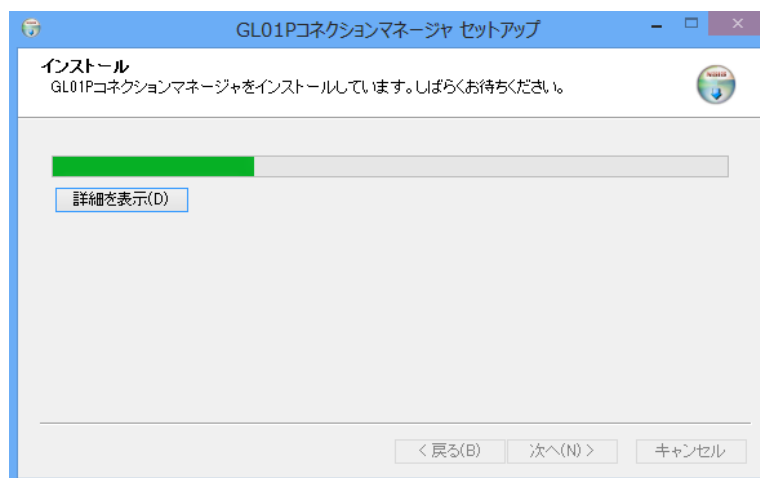 GL01Pコネクションマネージャ セットアップ
インストール
GL01Pコネクションマネージャをインストールしています。しばらくお待ちください。
詳細を表示(D)
< 戻る(B)
次へ(N) >
キャンセル